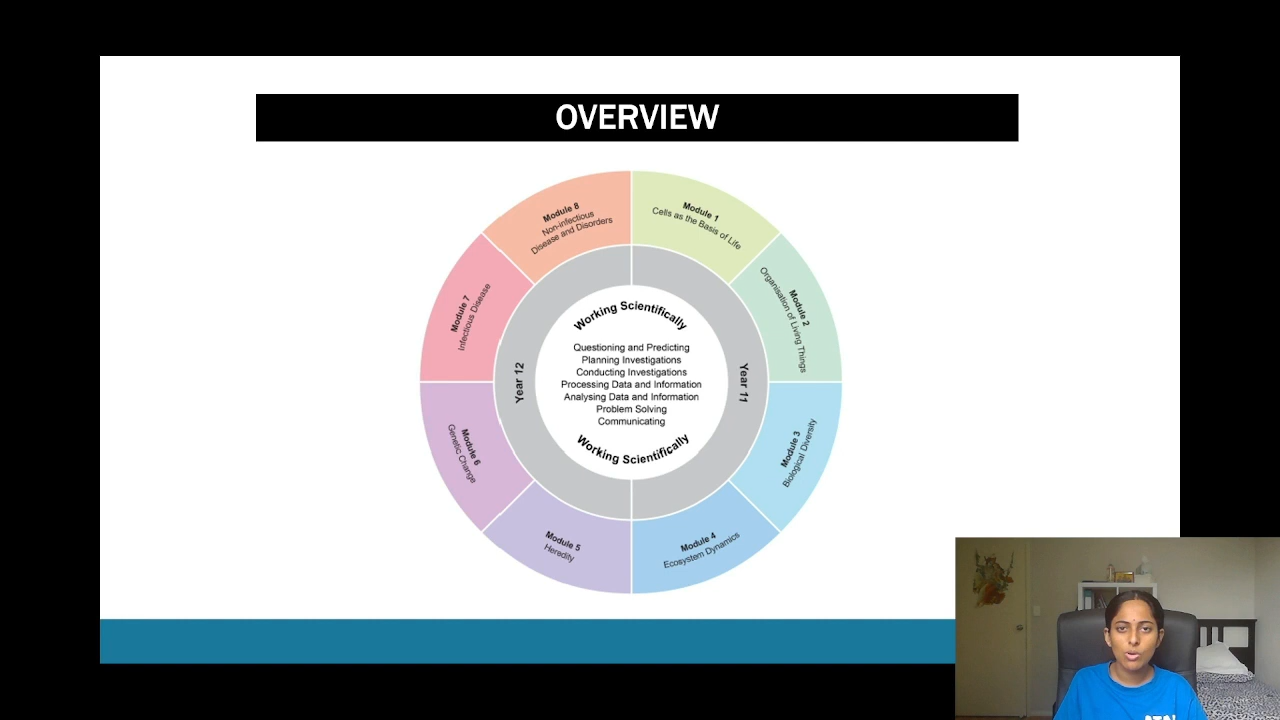 OVERVIEW
Module 1
Cells as the Basis of Life
Module 2
Organisation of Living Things
Module 3
Biological Diversity
Module 4
Ecosystem Dynamics
Module 5
Heredity
Module 6
Genetic Change
Module 7
Infectious Disease
Module 8
Non-infectious
Disease and Disorders
Year 11
Year 12
Working Scientifically
Questioning and Predicting
Planning Investigations
Conducting Investigations
Processing Data and Information
Analysing Data and Information
Problem Solving
Communicating
Working Scientifically